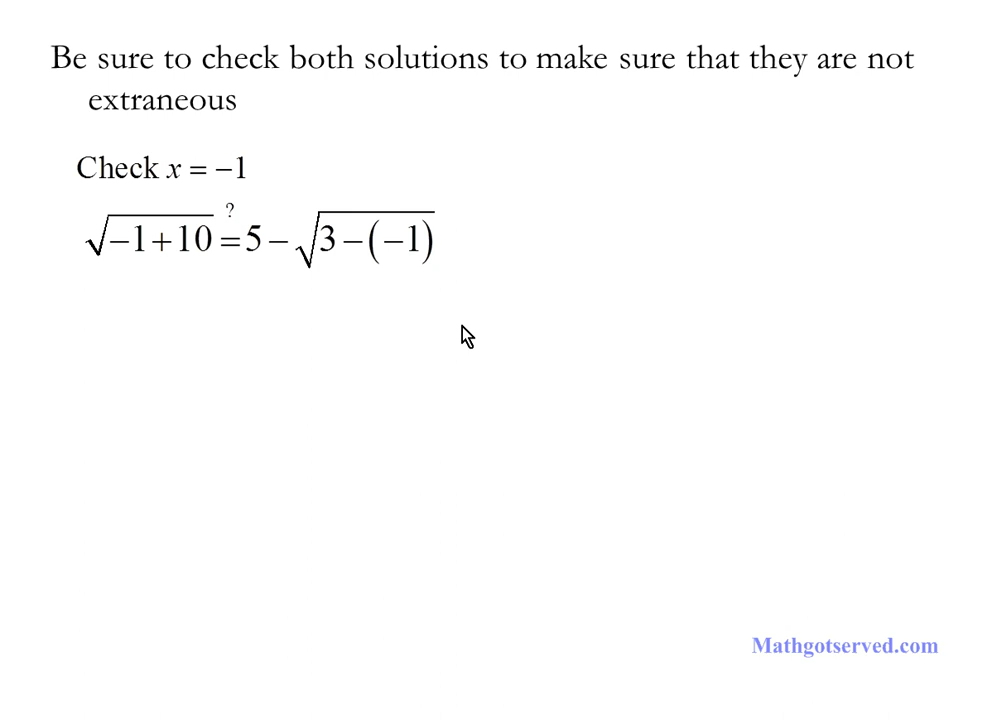 Be sure to check both solutions to make sure that they are not
extraneous
Check x = −1
√(−1+10) ?= 5 − √(3−(−1))
Mathgotserved.com